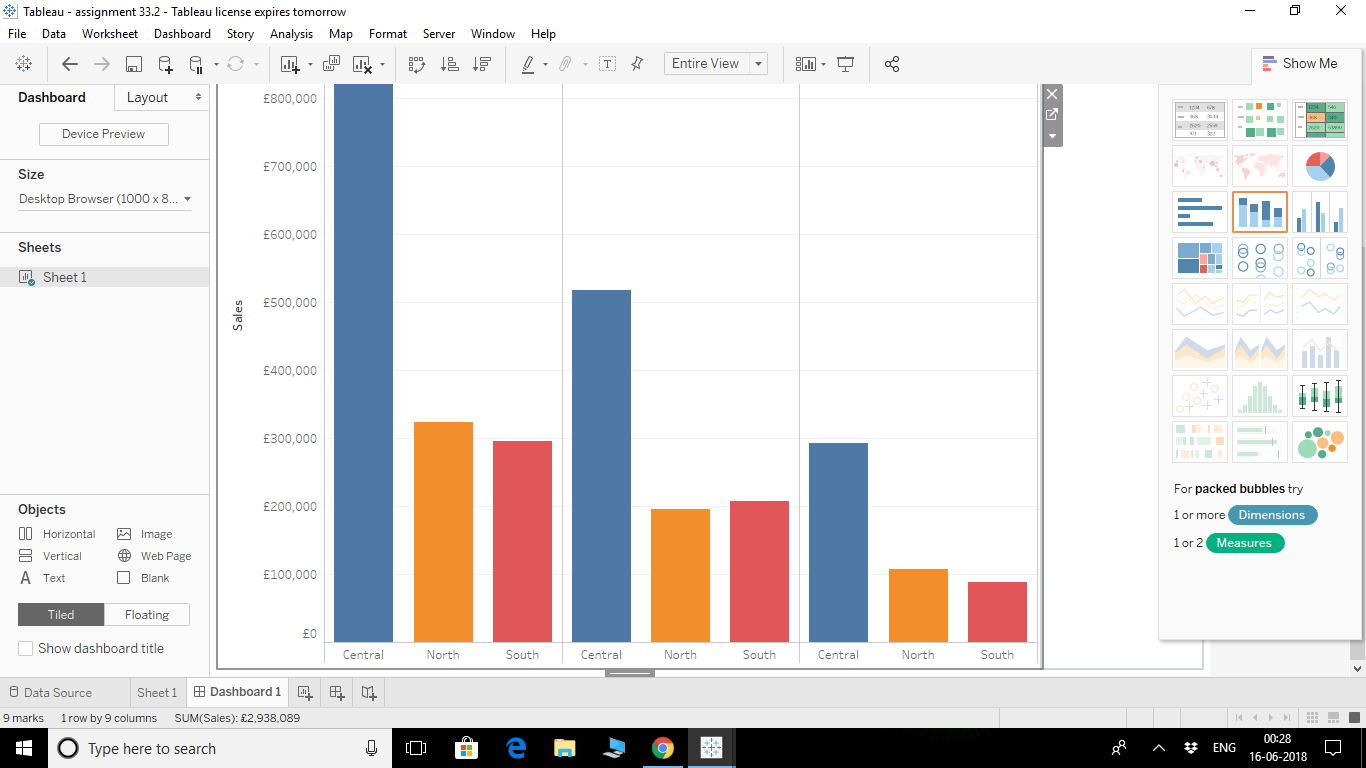 Tableau - assignment 33.2 - Tableau license expires tomorrow
File Data Worksheet Dashboard Story Analysis Map Format Server Window Help
Entire View
Show Me
Dashboard Layout
Device Preview
Size
Desktop Browser (1000 x 8...
Sheets
Sheet 1
Objects
Horizontal Image
Vertical Web Page
A Text Blank
Tiled Floating
Show dashboard title
Sales
£800,000
£700,000
£600,000
£500,000
£400,000
£300,000
£200,000
£100,000
£0
Central North South Central North South Central North South
For packed bubbles try
1 or more Dimensions
1 or 2 Measures
Data Source Sheet 1 Dashboard 1
9 marks 1 row by 9 columns SUM(Sales): £2,938,089
Type here to search
ENG
00:28
16-06-2018